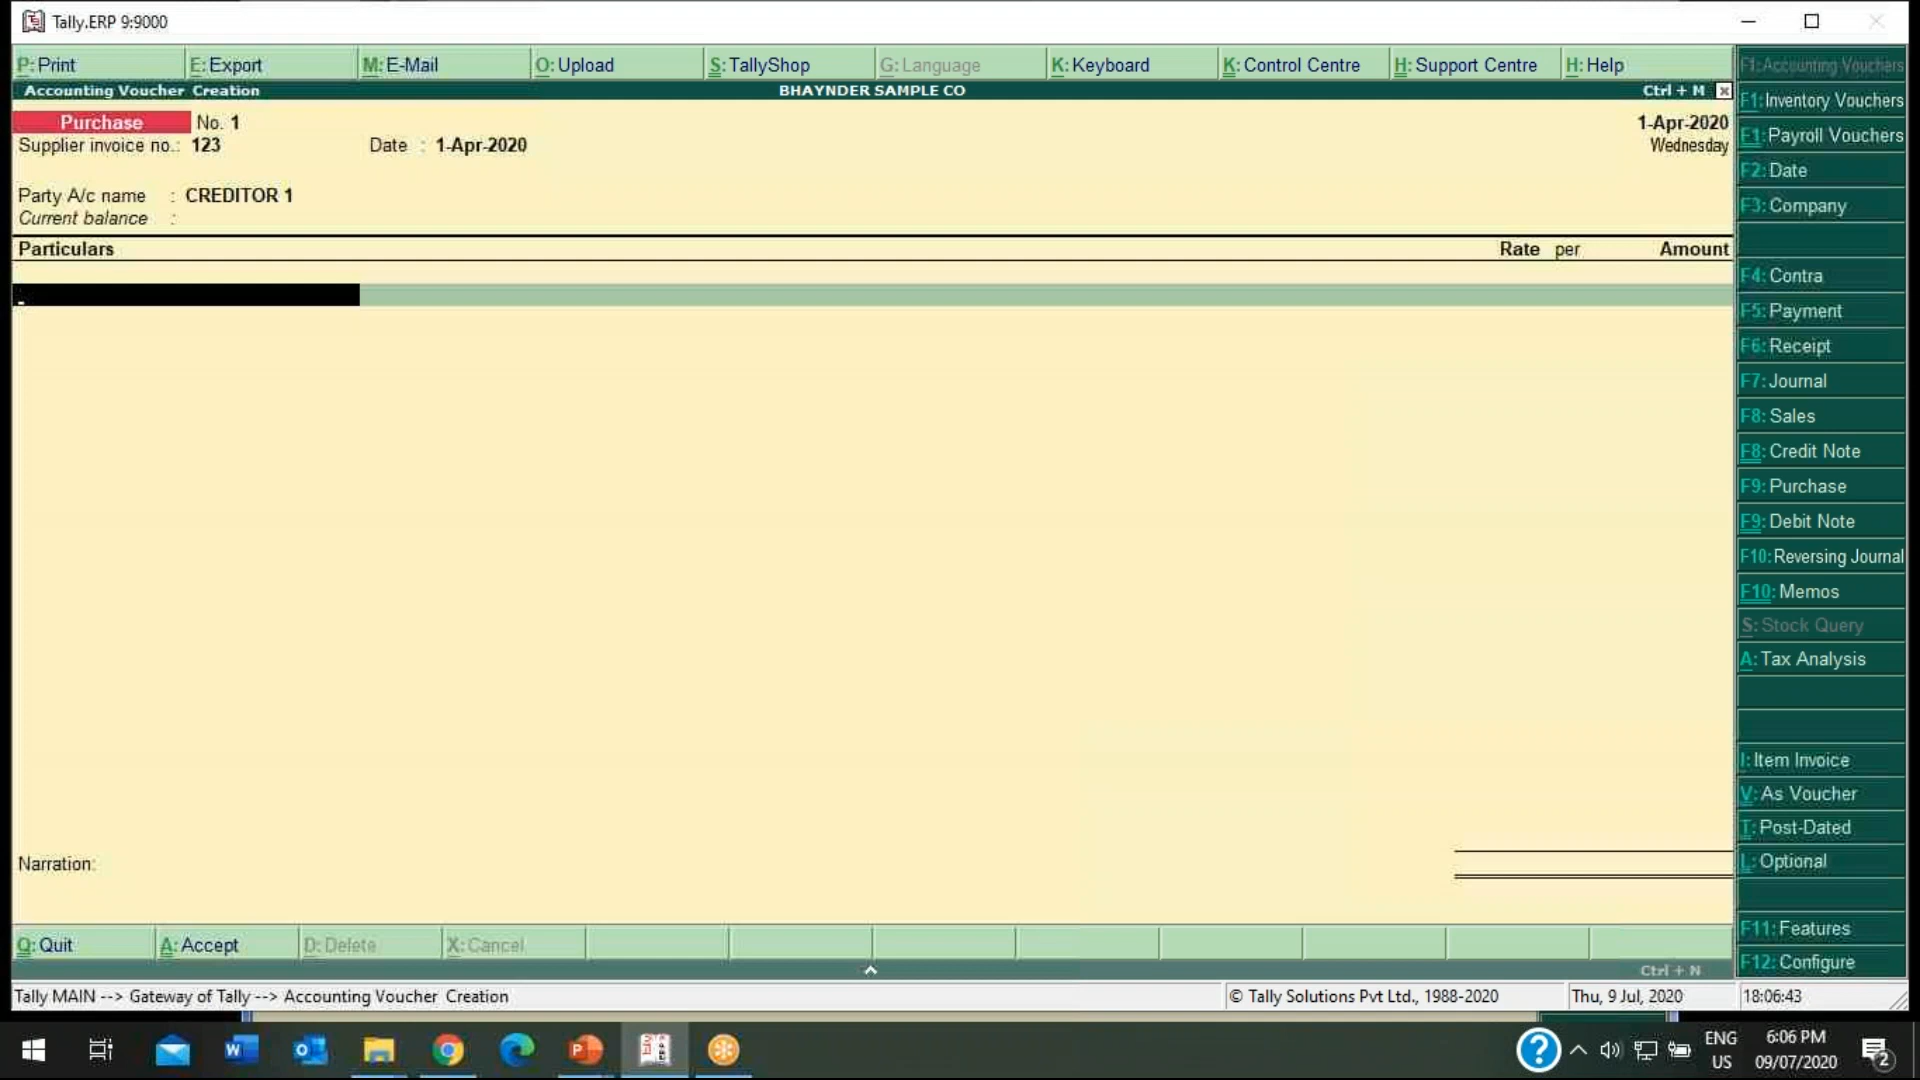 Tally.ERP 9:9000
P: Print E: Export M: E-Mail O: Upload S: TallyShop G: Language K: Keyboard K: Control Centre H: Support Centre H: Help
Accounting Voucher Creation BHAYNDER SAMPLE CO Ctrl + M
Purchase No. 1 1-Apr-2020
Supplier invoice no.: 123 Date : 1-Apr-2020 Wednesday
Party A/c name : CREDITOR 1
Current balance :
Particulars Rate per Amount
Narration:
F1: Accounting Vouchers
F1: Inventory Vouchers
F1: Payroll Vouchers
F2: Date
F3: Company
F4: Contra
F5: Payment
F6: Receipt
F7: Journal
F8: Sales
F8: Credit Note
F9: Purchase
F9: Debit Note
F10: Reversing Journal
F10: Memos
S: Stock Query
A: Tax Analysis
I: Item Invoice
V: As Voucher
T: Post-Dated
L: Optional
F11: Features
F12: Configure
Q: Quit A: Accept D: Delete X: Cancel
Ctrl + N
Tally MAIN --> Gateway of Tally --> Accounting Voucher Creation © Tally Solutions Pvt Ltd., 1988-2020 Thu, 9 Jul, 2020 18:06:43
ENG 6:06 PM
US 09/07/2020 2